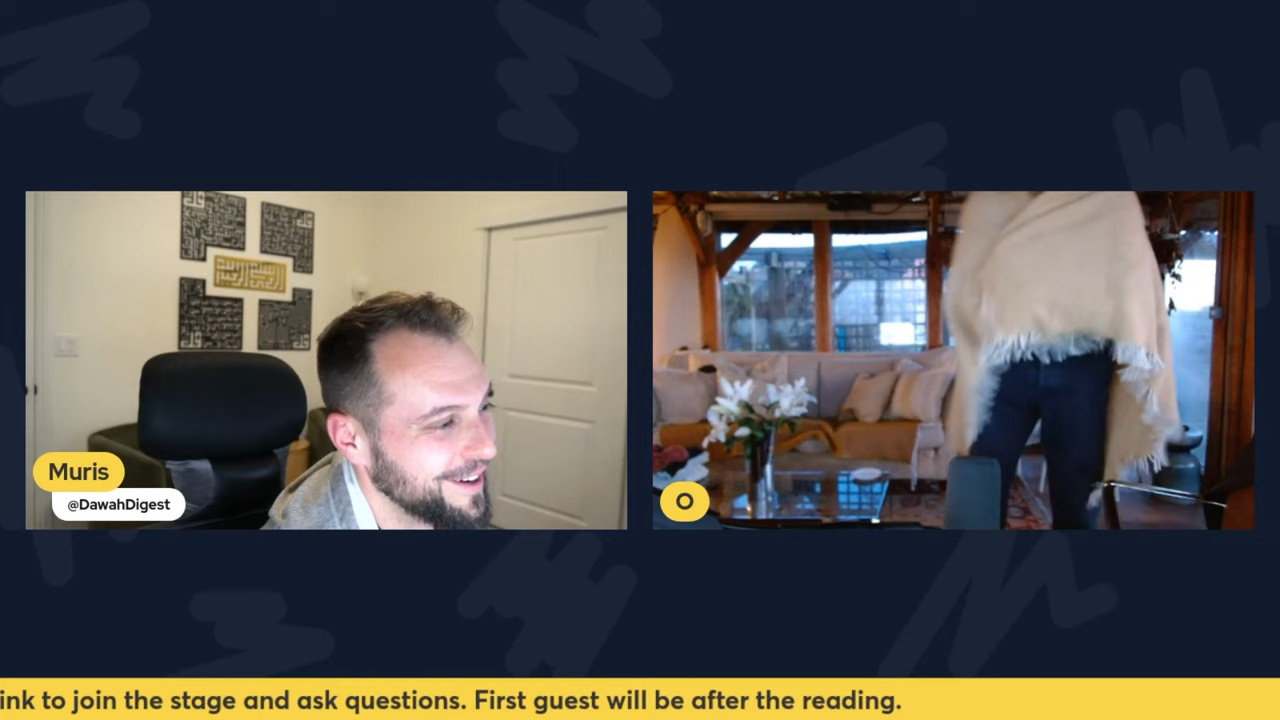 Muris
@DawahDigest
O
ink to join the stage and ask questions. First guest will be after the reading.